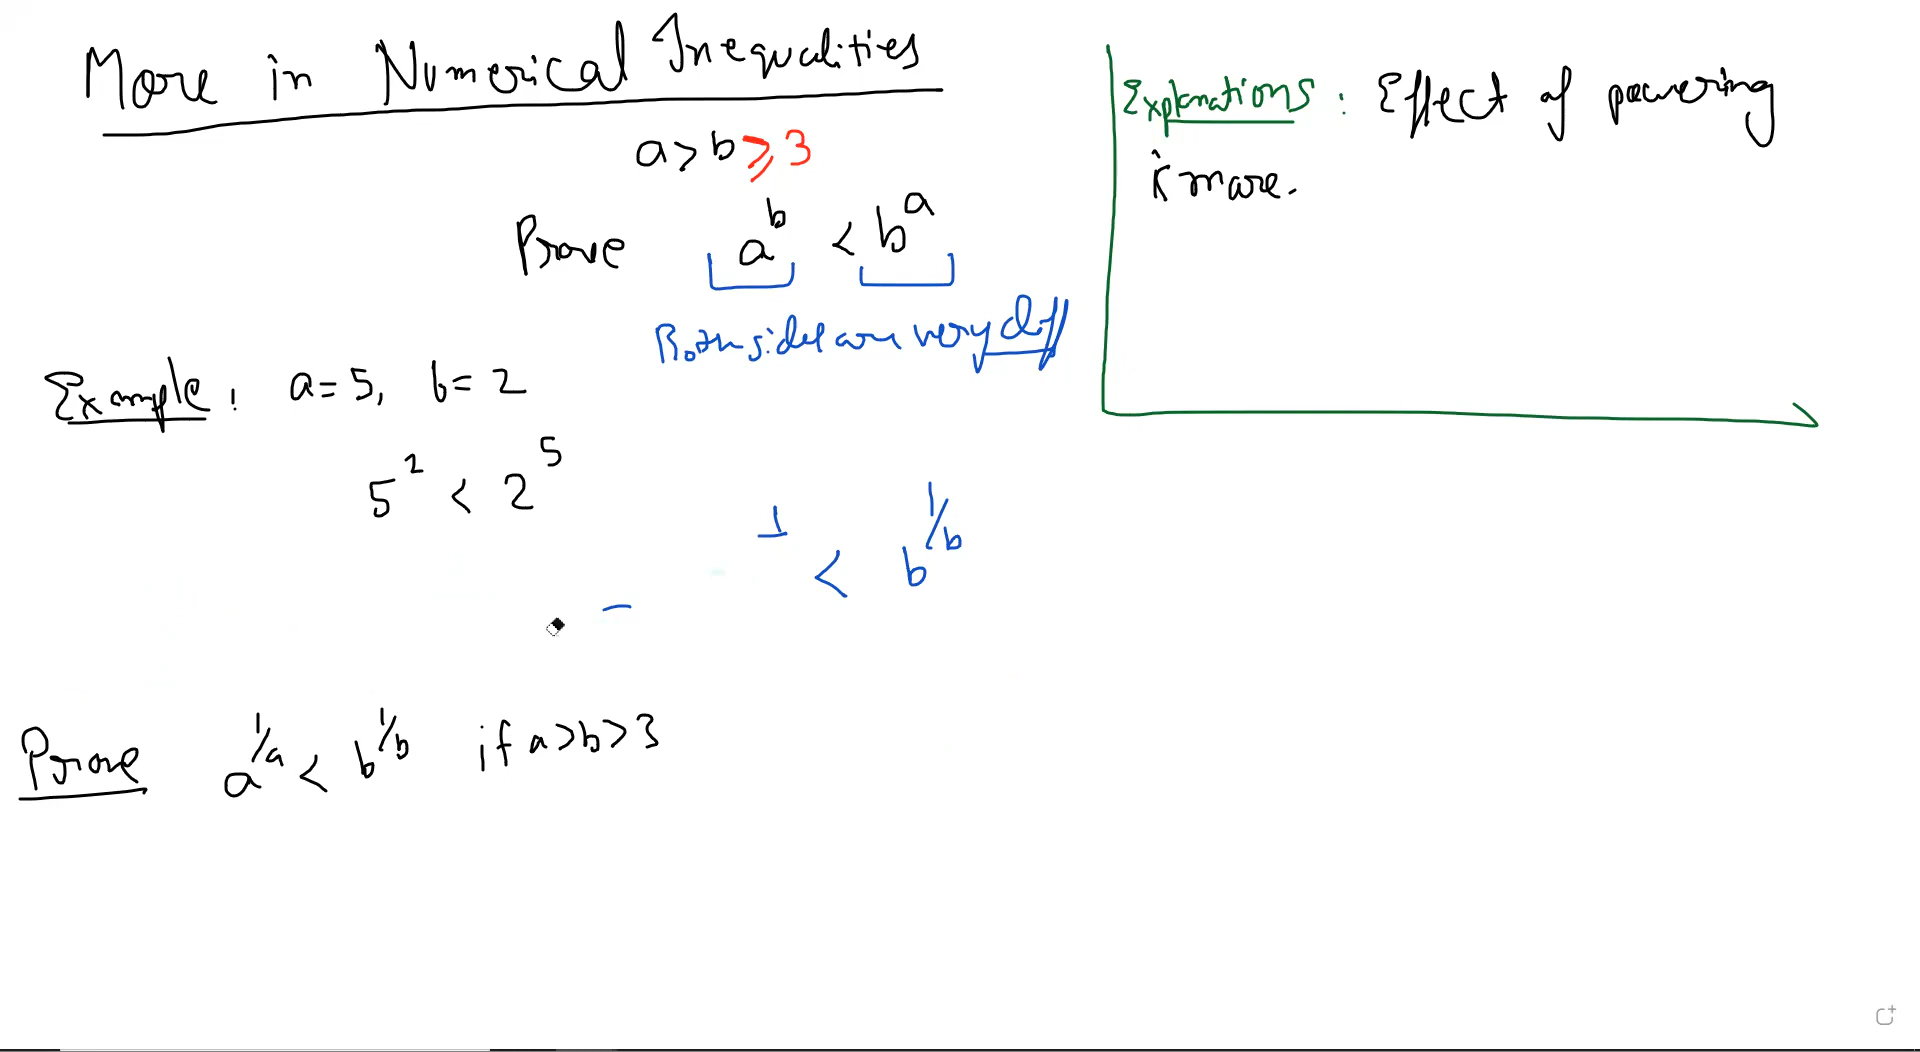 More in Numerical Inequalities
a > b ≥ 3
Prove a^b < b^a
Both sides are very diff
Explanations : Effect of powering
is more.
Example : a = 5, b = 2
5^2 < 2^5
1 < b^1/b
Prove a^1/a < b^1/b if a > b > 3